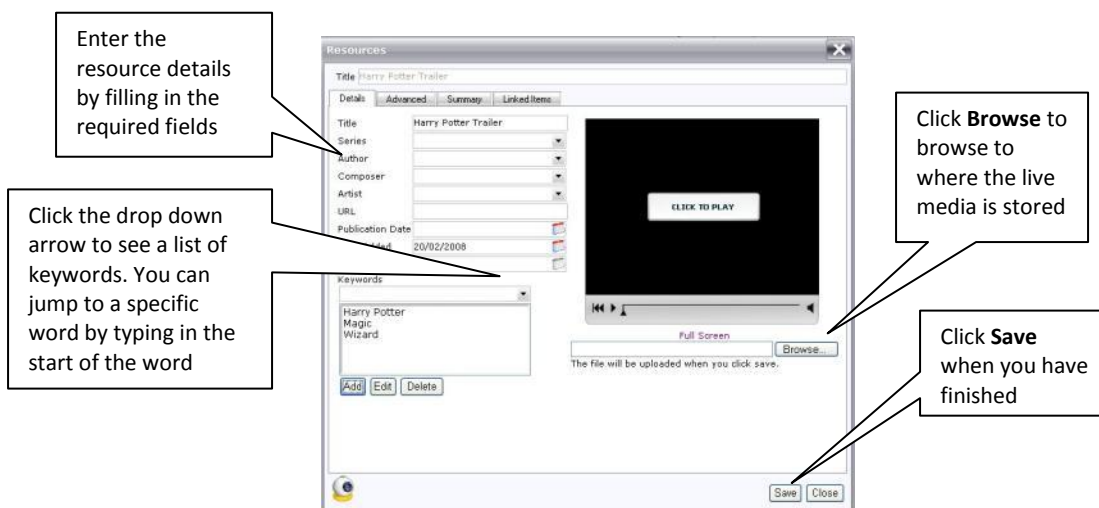 Enter the
resource details
by filling in the
required fields
Click the drop down
arrow to see a list of
keywords. You can
jump to a specific
word by typing in the
start of the word
Resources
Title Harry Potter Trailer
Details Advanced Summary Linked Items
Title Harry Potter Trailer
Series
Author
Composer
Artist
URL
Publication Date
20/02/2008
Keywords
Harry Potter
Magic
Wizard
Add Edit Delete
CLICK TO PLAY
Full Screen
Browse...
The file will be uploaded when you click save.
Save Close
Click Browse to
browse to
where the live
media is stored
Click Save
when you have
finished